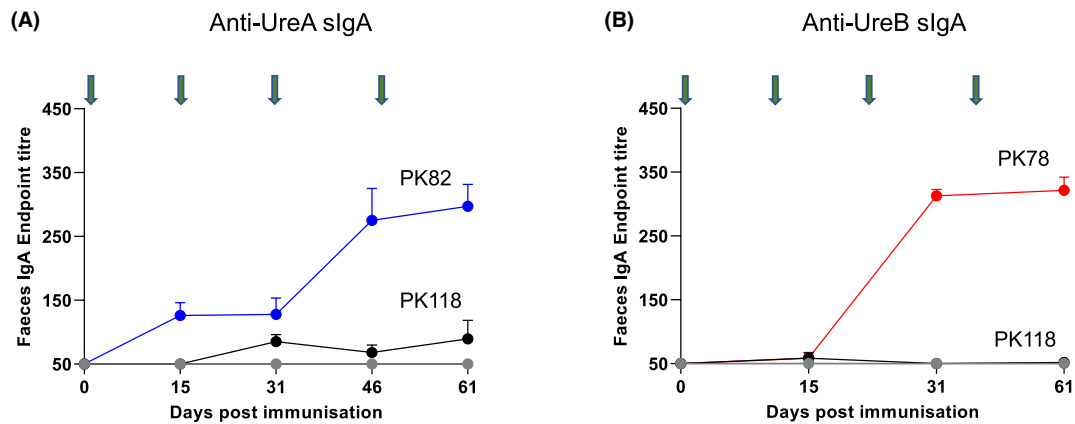 (A)
Anti-UreA sIgA
450
350
250
150
50
Faeces IgA Endpoint titre
PK82
PK118
0 15 31 46 61
Days post immunisation
(B)
Anti-UreB sIgA
450
350
250
150
50
Faeces IgA Endpoint titre
PK78
PK118
0 15 31 61
Days post immunisation